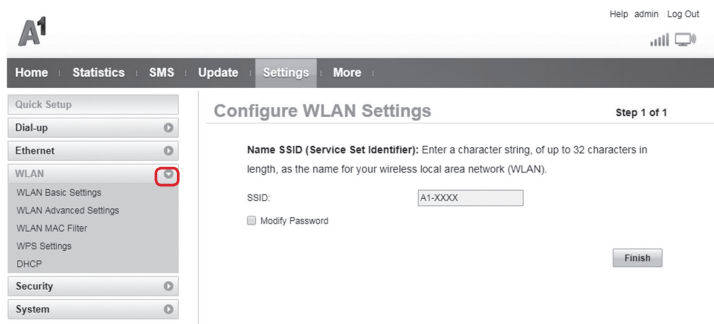 Help admin Log Out
A1
Home Statistics SMS Update Settings More
Quick Setup
Dial-up
Ethernet
WLAN
WLAN Basic Settings
WLAN Advanced Settings
WLAN MAC Filter
WPS Settings
DHCP
Security
System
Configure WLAN Settings
Step 1 of 1
Name SSID (Service Set Identifier): Enter a character string, of up to 32 characters in
length, as the name for your wireless local area network (WLAN).
SSID: A1-XXXX
Modify Password
Finish